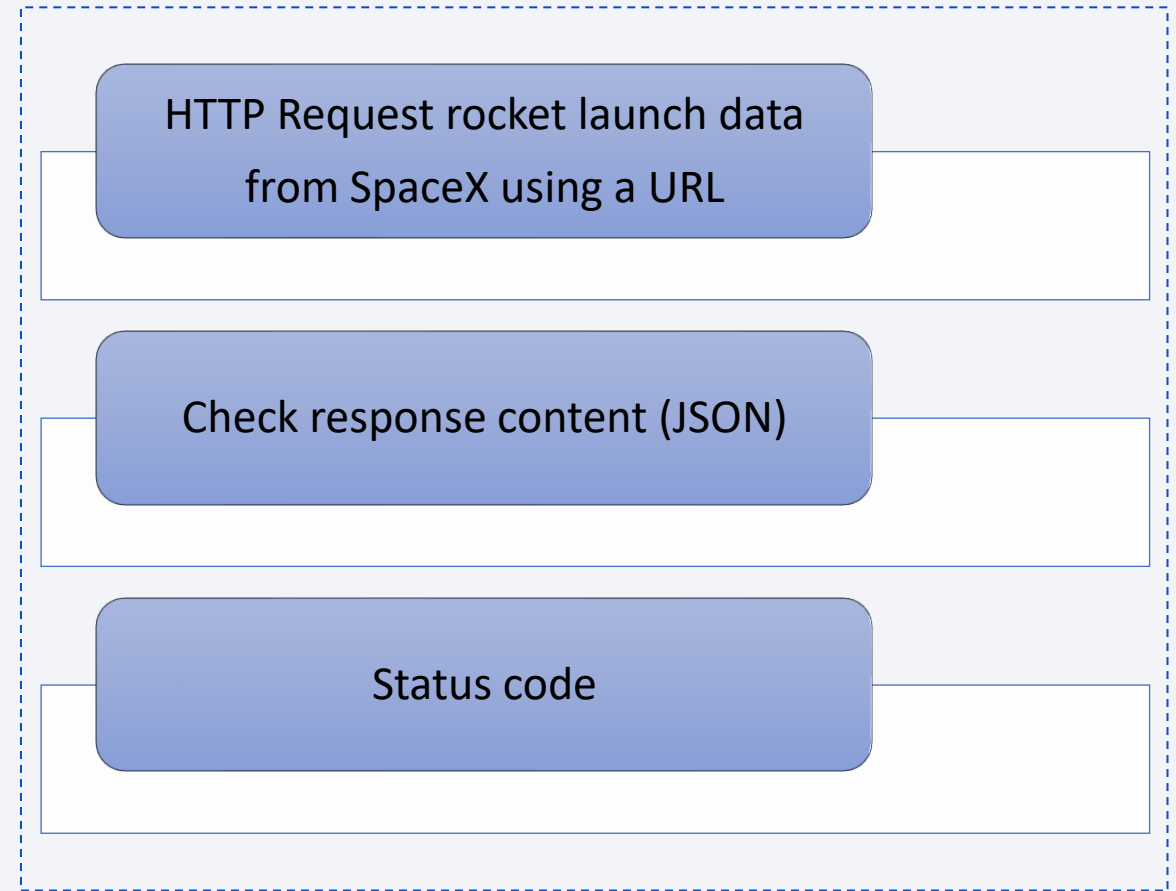 HTTP Request rocket launch data
from SpaceX using a URL
Check response content (JSON)
Status code